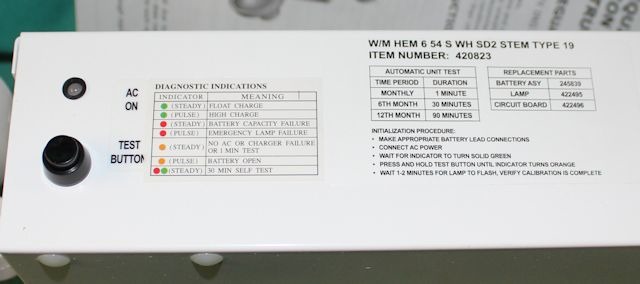 W/M HEM 6 54 S WH SD2 STEM TYPE 19
ITEM NUMBER: 420823
AC
ON
TEST
BUTTON
DIAGNOSTIC INDICATIONS
INDICATOR MEANING
(STEADY) FLOAT CHARGE
(PULSE) HIGH CHARGE
(STEADY) BATTERY CAPACITY FAILURE
(PULSE) EMERGENCY LAMP FAILURE
(STEADY) NO AC OR CHARGER FAILURE
OR 1 MIN TEST
(PULSE) BATTERY OPEN
(STEADY) 30 MIN SELF TEST
AUTOMATIC UNIT TEST
TIME PERIOD DURATION
MONTHLY 1 MINUTE
6TH MONTH 30 MINUTES
12TH MONTH 90 MINUTES
REPLACEMENT PARTS
BATTERY ASY 245839
LAMP 422495
CIRCUIT BOARD 422496
INITIALIZATION PROCEDURE:
• MAKE APPROPRIATE BATTERY LEAD CONNECTIONS
• CONNECT AC POWER
• WAIT FOR INDICATOR TO TURN SOLID GREEN
• PRESS AND HOLD TEST BUTTON UNTIL INDICATOR TURNS ORANGE
• WAIT 1-2 MINUTES FOR LAMP TO FLASH, VERIFY CALIBRATION IS COMPLETE